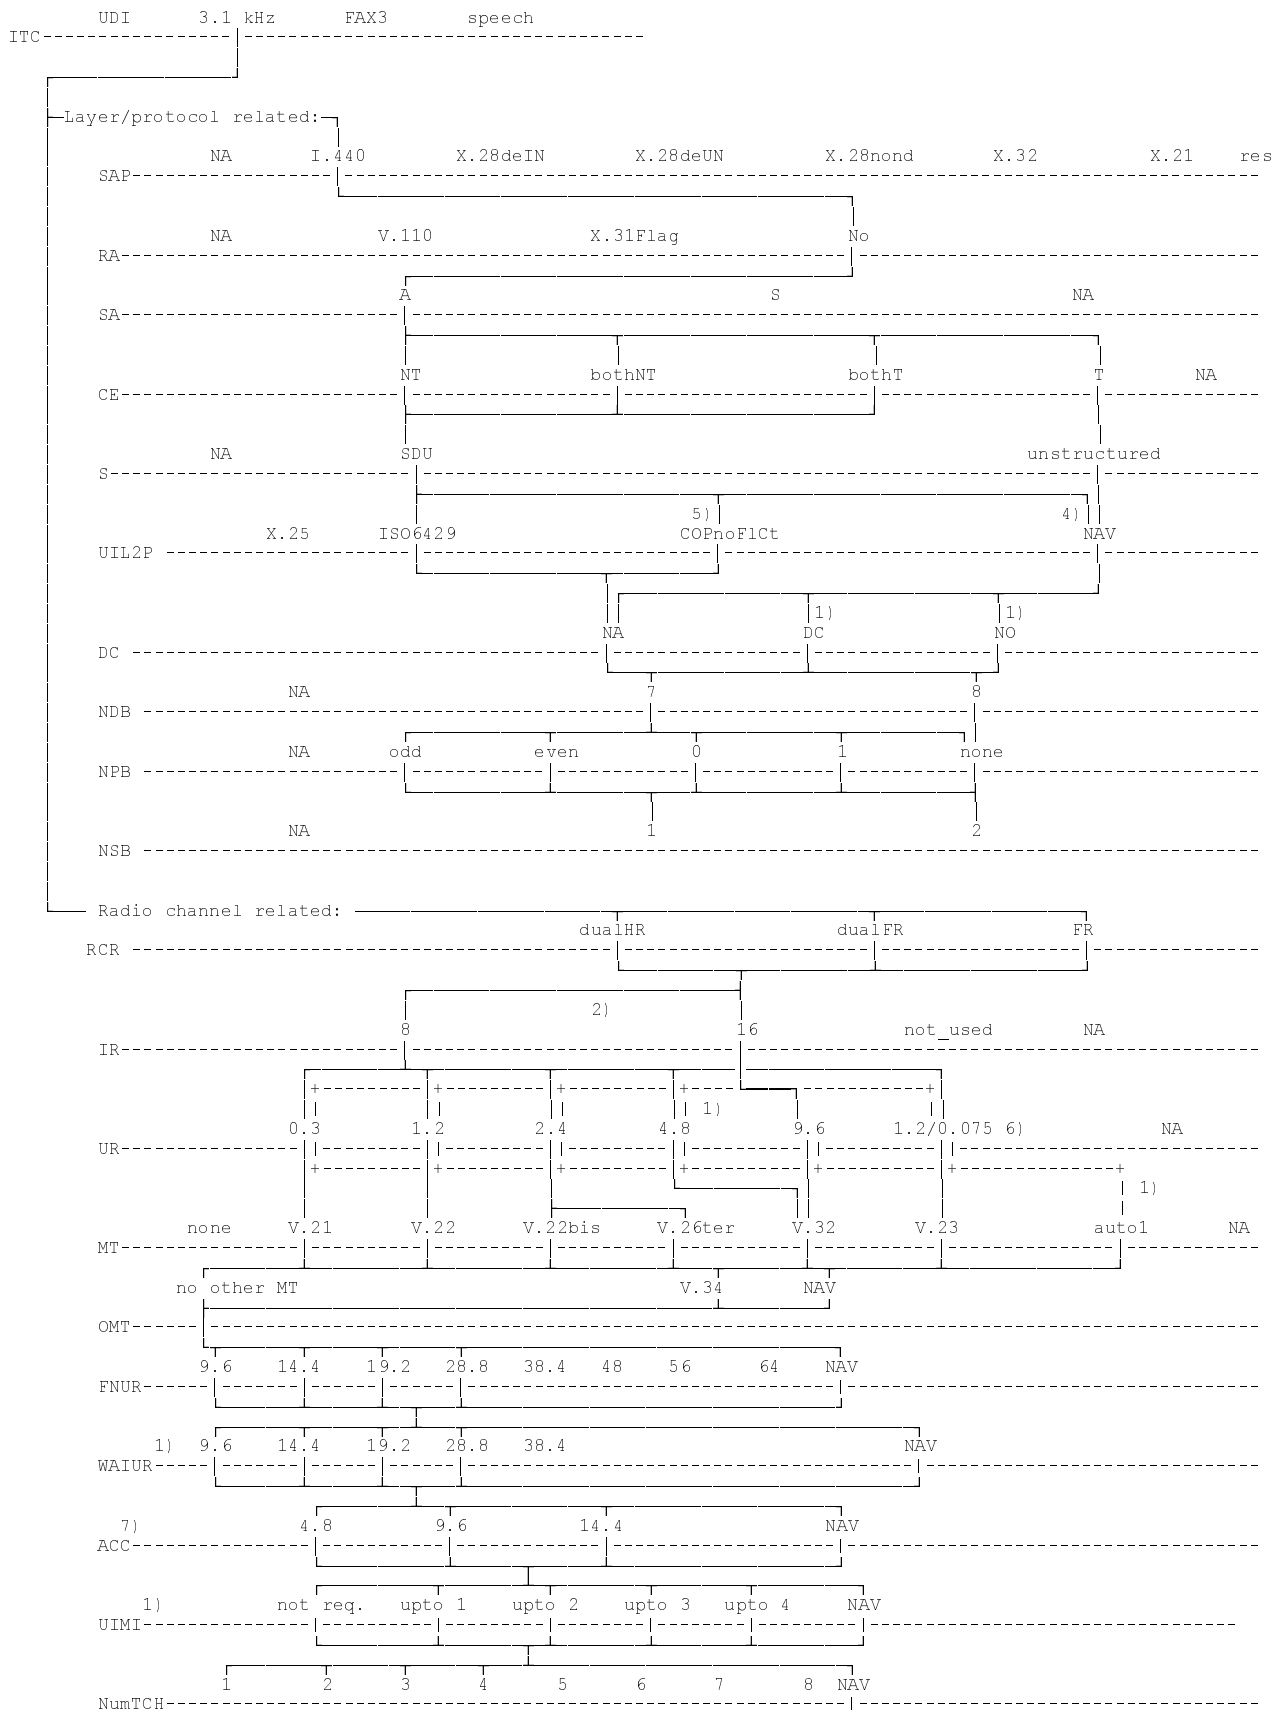 UDI 3.1 kHz FAX3 speech
ITC
Layer/protocol related:
NA I.440 X.28deIN X.28deUN X.28nond X.32 X.21 res
SAP
NA V.110 X.31Flag No
RA
A S NA
SA
NT bothNT bothT T NA
CE
NA SDU unstructured
S
5) 4)
X.25 ISO6429 COPnoFlCt NAV
UIL2P
1) 1)
NA DC NO
DC
NA 7 8
NDB
NA odd even 0 1 none
NPB
NA 1 2
NSB
Radio channel related:
dualHR dualFR FR
RCR
2)
8 16 not_used NA
IR
1)
0.3 1.2 2.4 4.8 9.6 1.2/0.075 6) NA
UR
1)
none V.21 V.22 V.22bis V.26ter V.32 V.23 auto1 NA
MT
no other MT V.34 NAV
OMT
9.6 14.4 19.2 28.8 38.4 48 56 64 NAV
FNUR
1) 9.6 14.4 19.2 28.8 38.4 NAV
WAIUR
7) 4.8 9.6 14.4 NAV
ACC
1) not req. upto 1 upto 2 upto 3 upto 4 NAV
UIMI
1 2 3 4 5 6 7 8 NAV
NumTCH